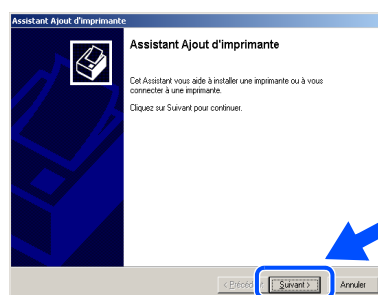 Assistant Ajout d'imprimante
Assistant Ajout d'imprimante
Cet Assistant vous aide à installer une imprimante ou à vous
connecter à une imprimante.
Cliquez sur Suivant pour continuer.
Suivant >
Annuler